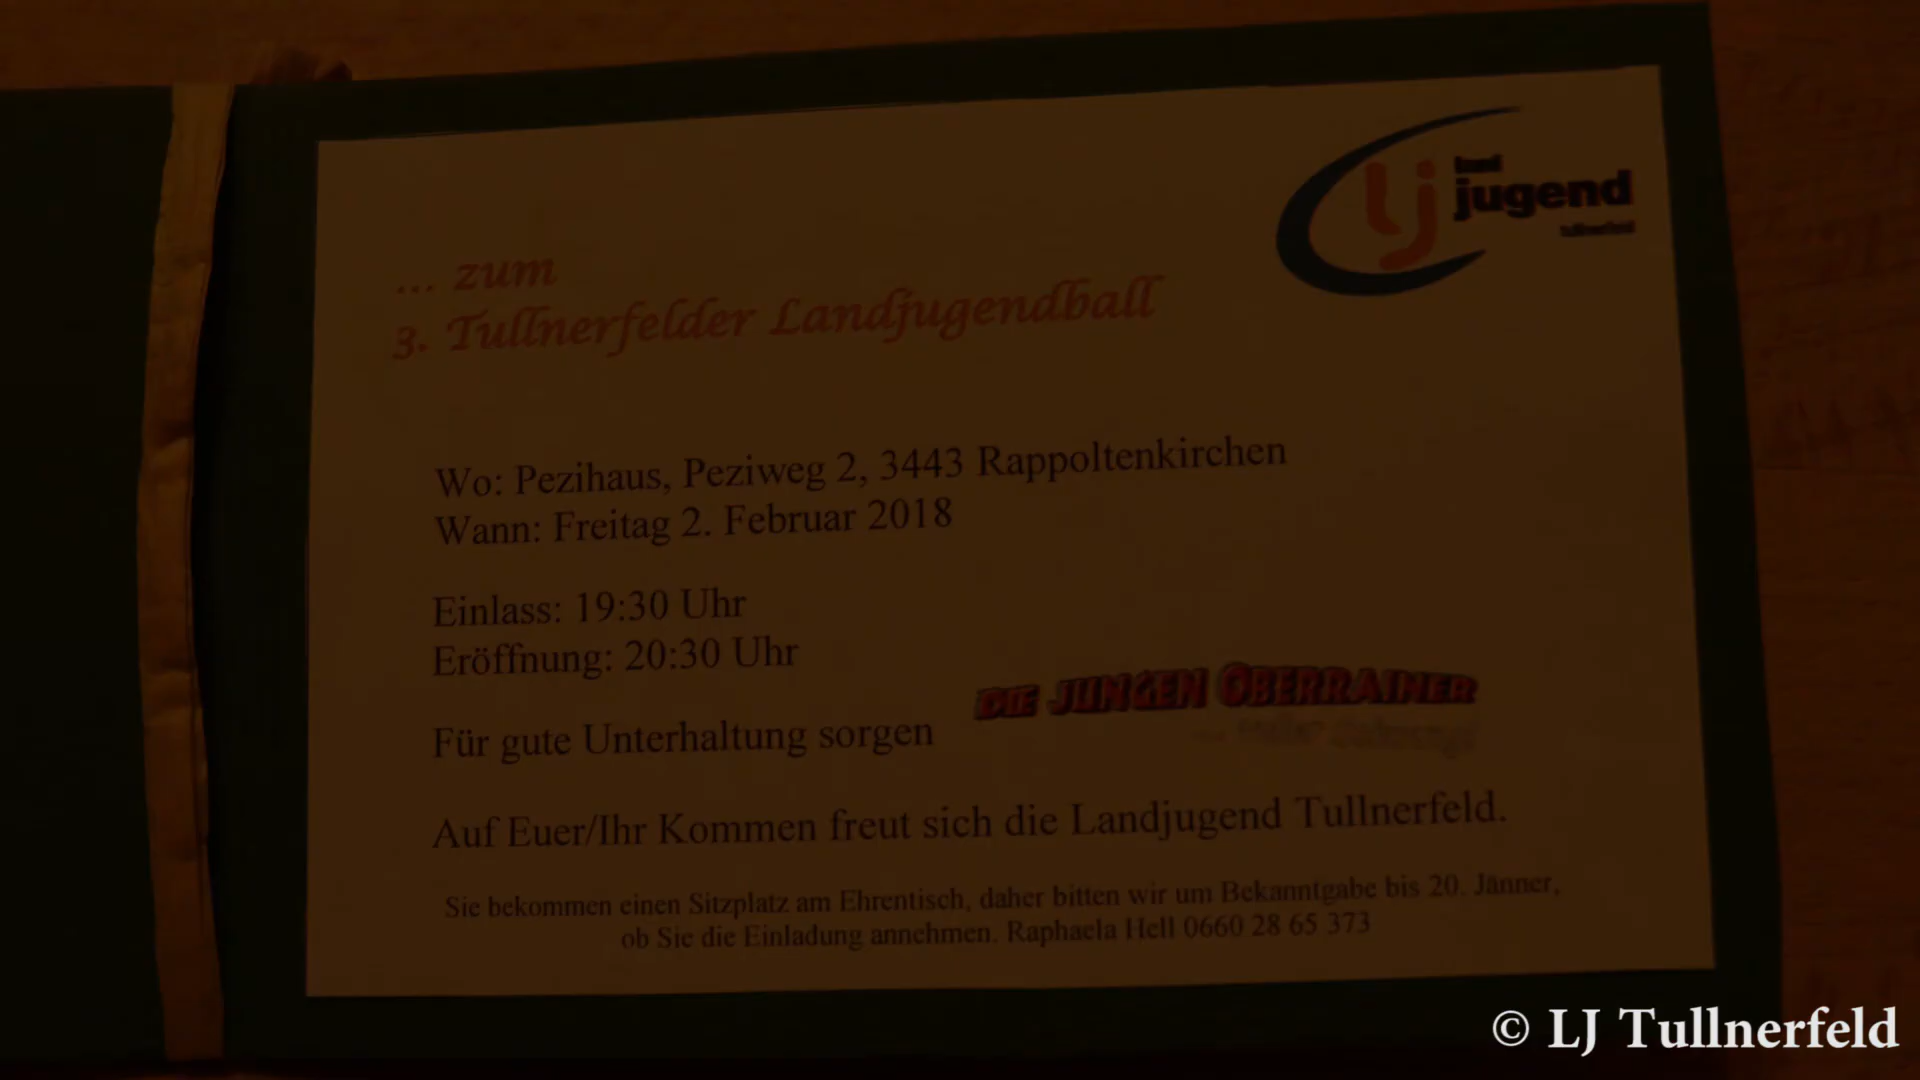 Lj land
jugend
tullnerfeld
... zum
3. Tullnerfelder Landjugendball
Wo: Pezihaus, Peziweg 2, 3443 Rappoltenkirchen
Wann: Freitag 2. Februar 2018
Einlass: 19:30 Uhr
Eröffnung: 20:30 Uhr
Für gute Unterhaltung sorgen DIE JUNGEN OBERRAINER
Auf Euer/Ihr Kommen freut sich die Landjugend Tullnerfeld.
Sie bekommen einen Sitzplatz am Ehrentisch, daher bitten wir um Bekanntgabe bis 20. Jänner,
ob Sie die Einladung annehmen. Raphaela Hell 0660 28 65 373
© LJ Tullnerfeld